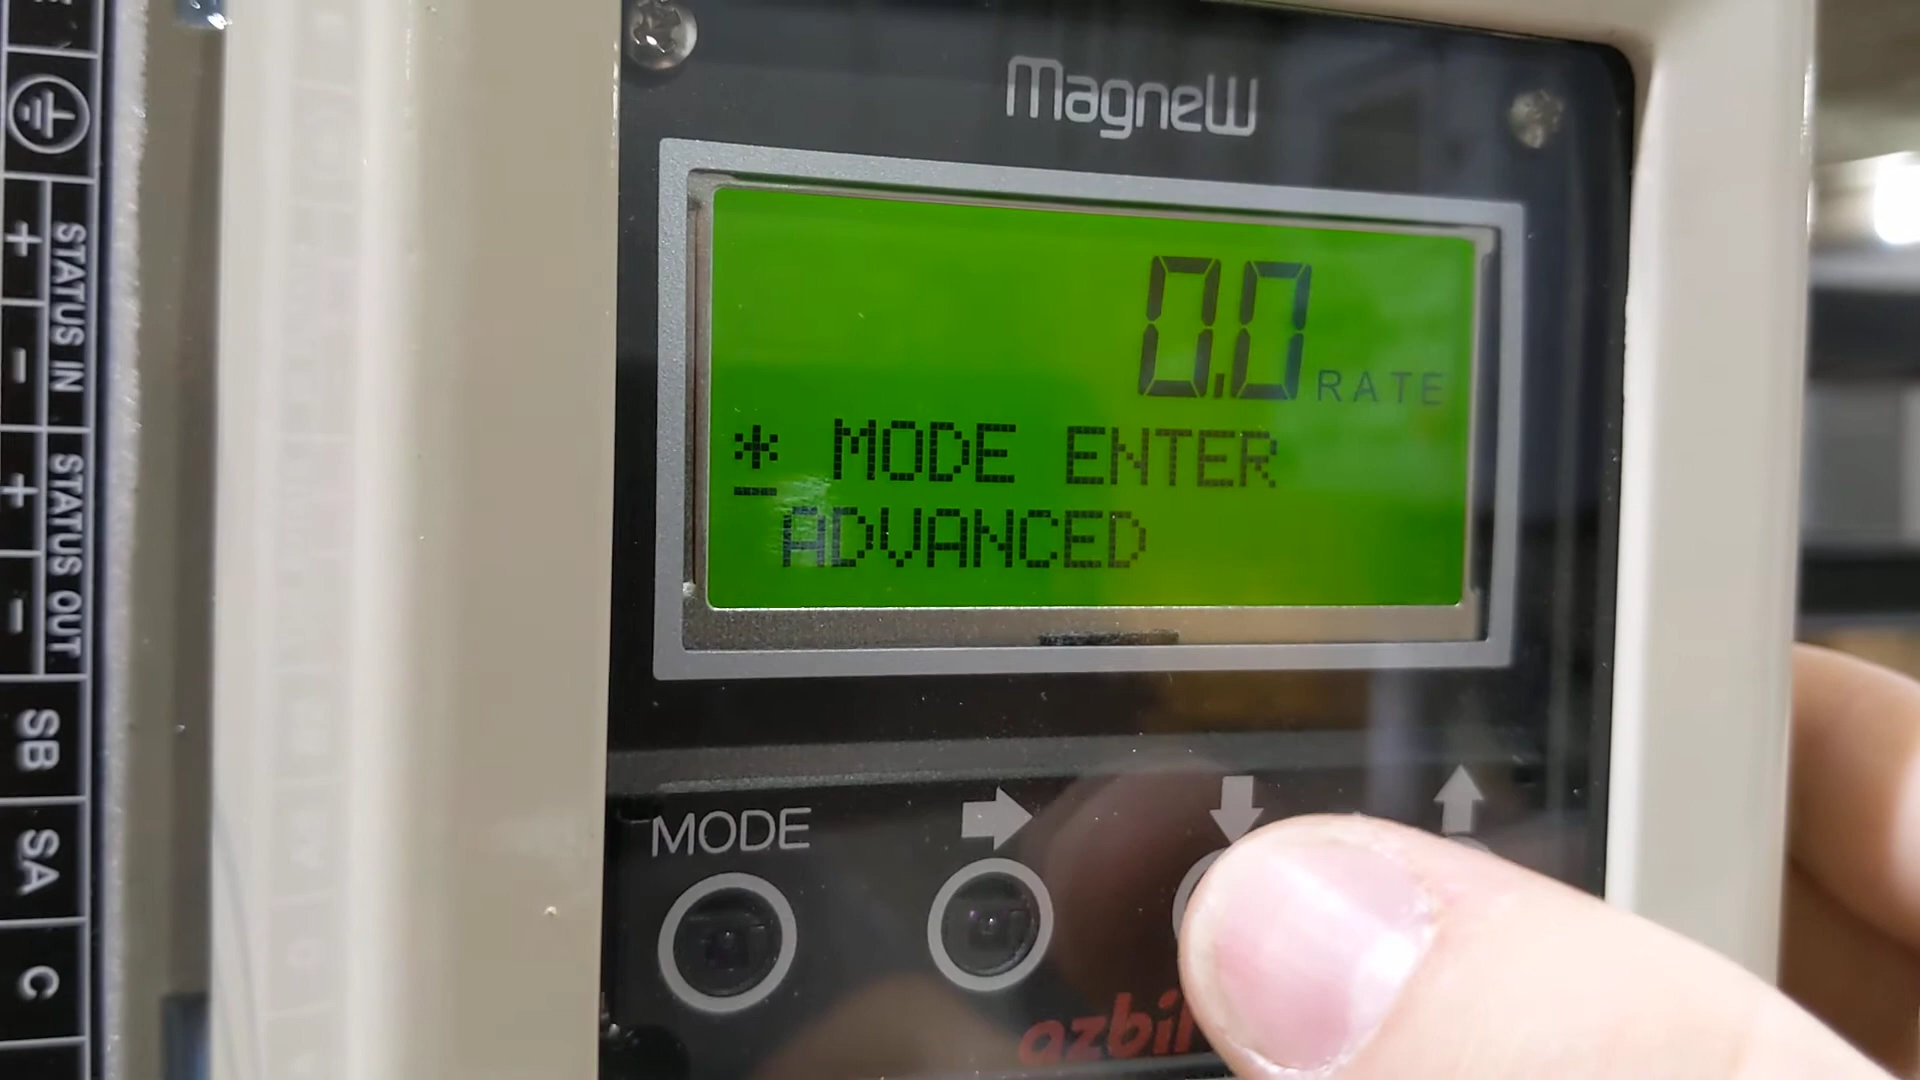 MagneW
0.0 RATE
* MODE ENTER
ADVANCED
MODE
azbil
STATUS IN
+
-
STATUS OUT
+
-
SB
SA
C